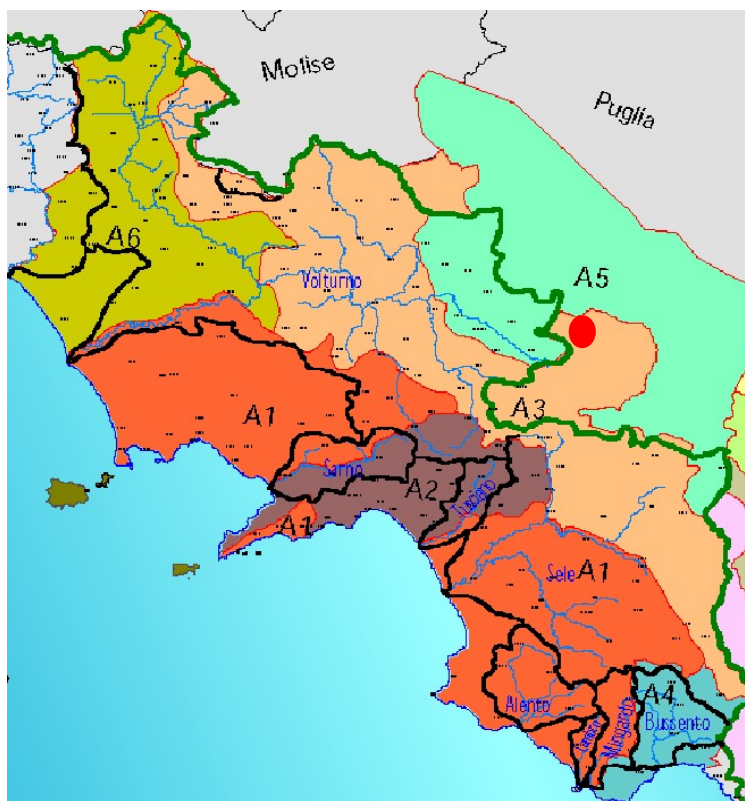 Molise
Puglia
A6
A5
Volturno
A3
A1
Sarno
A2
Tusciano
A1
Sele
A1
Alento
Mingardo
A4
Bussento